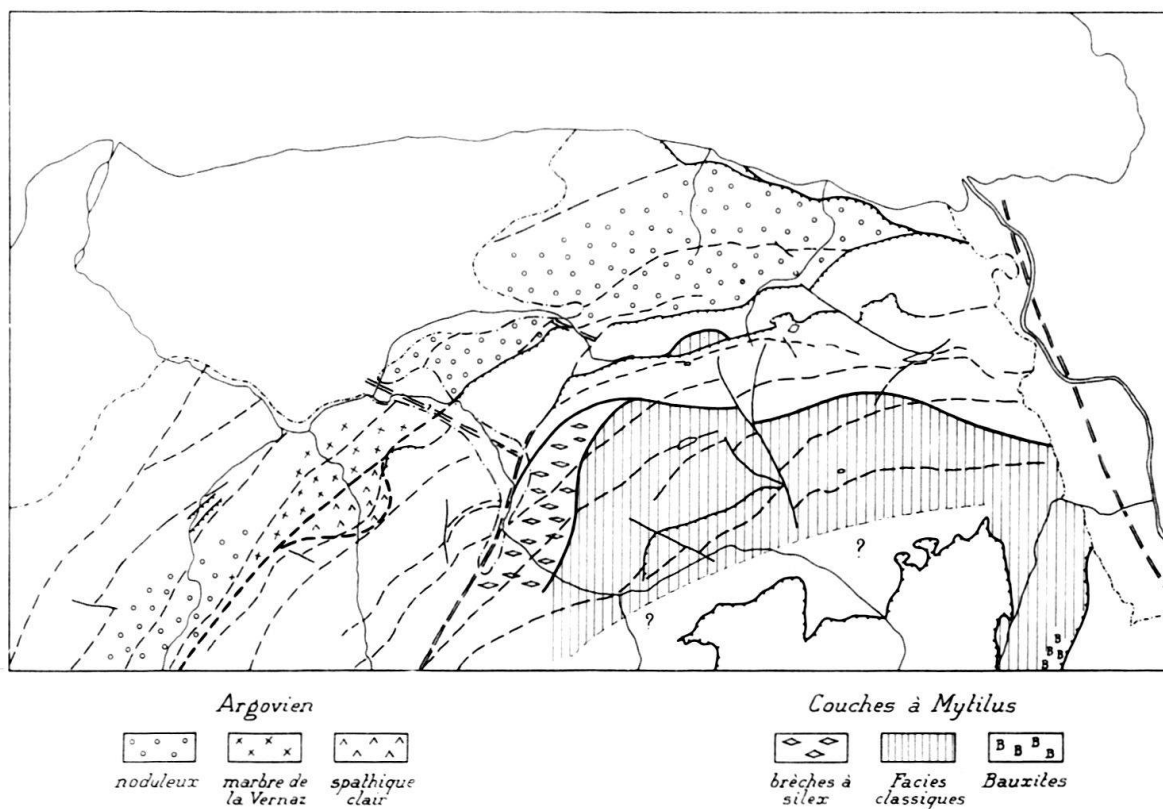 ?
?
B
B B
B B
Argovien
Couches à Mytilus
B B B B
noduleux
marbre de la Vernaz
spathique clair
brèches à silex
Facies classiques
Bauxites